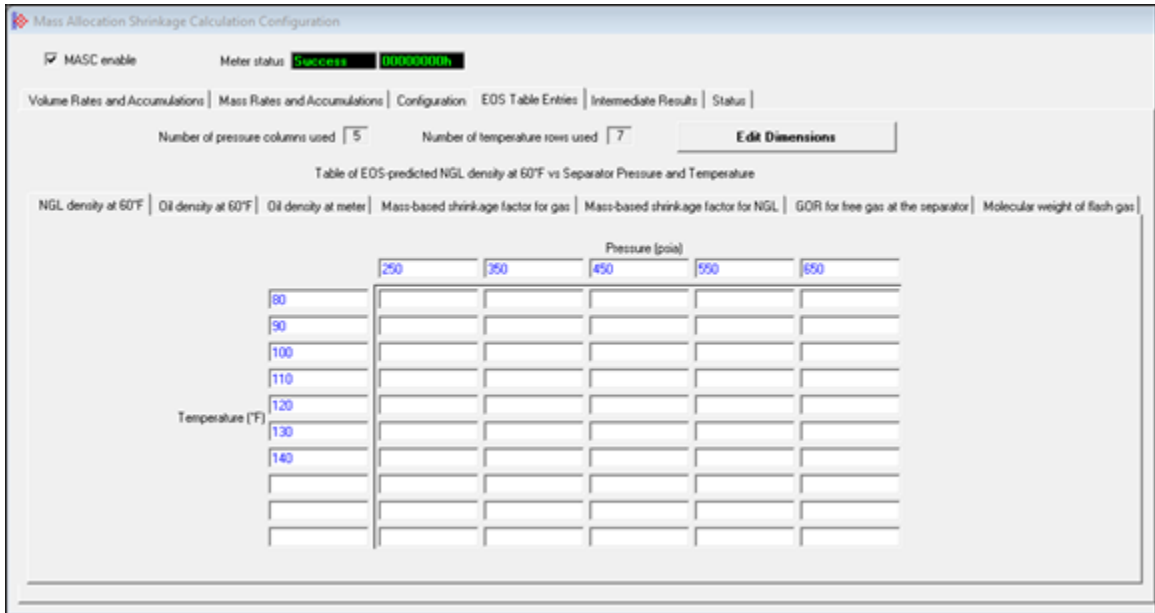 Mass Allocation Shrinkage Calculation Configuration
MASC enable Meter status Success 00000000h
Volume Rates and Accumulations Mass Rates and Accumulations Configuration EOS Table Entries Intermediate Results Status
Number of pressure columns used 5 Number of temperature rows used 7 Edit Dimensions
Table of EOS-predicted NGL density at 60°F vs Separator Pressure and Temperature
NGL density at 60°F Oil density at 60°F Oil density at meter Mass-based shrinkage factor for gas Mass-based shrinkage factor for NGL GOR for free gas at the separator Molecular weight of flash gas
Pressure (psia)
250 350 450 550 650
80
90
100
110
120
Temperature (°F)
130
140